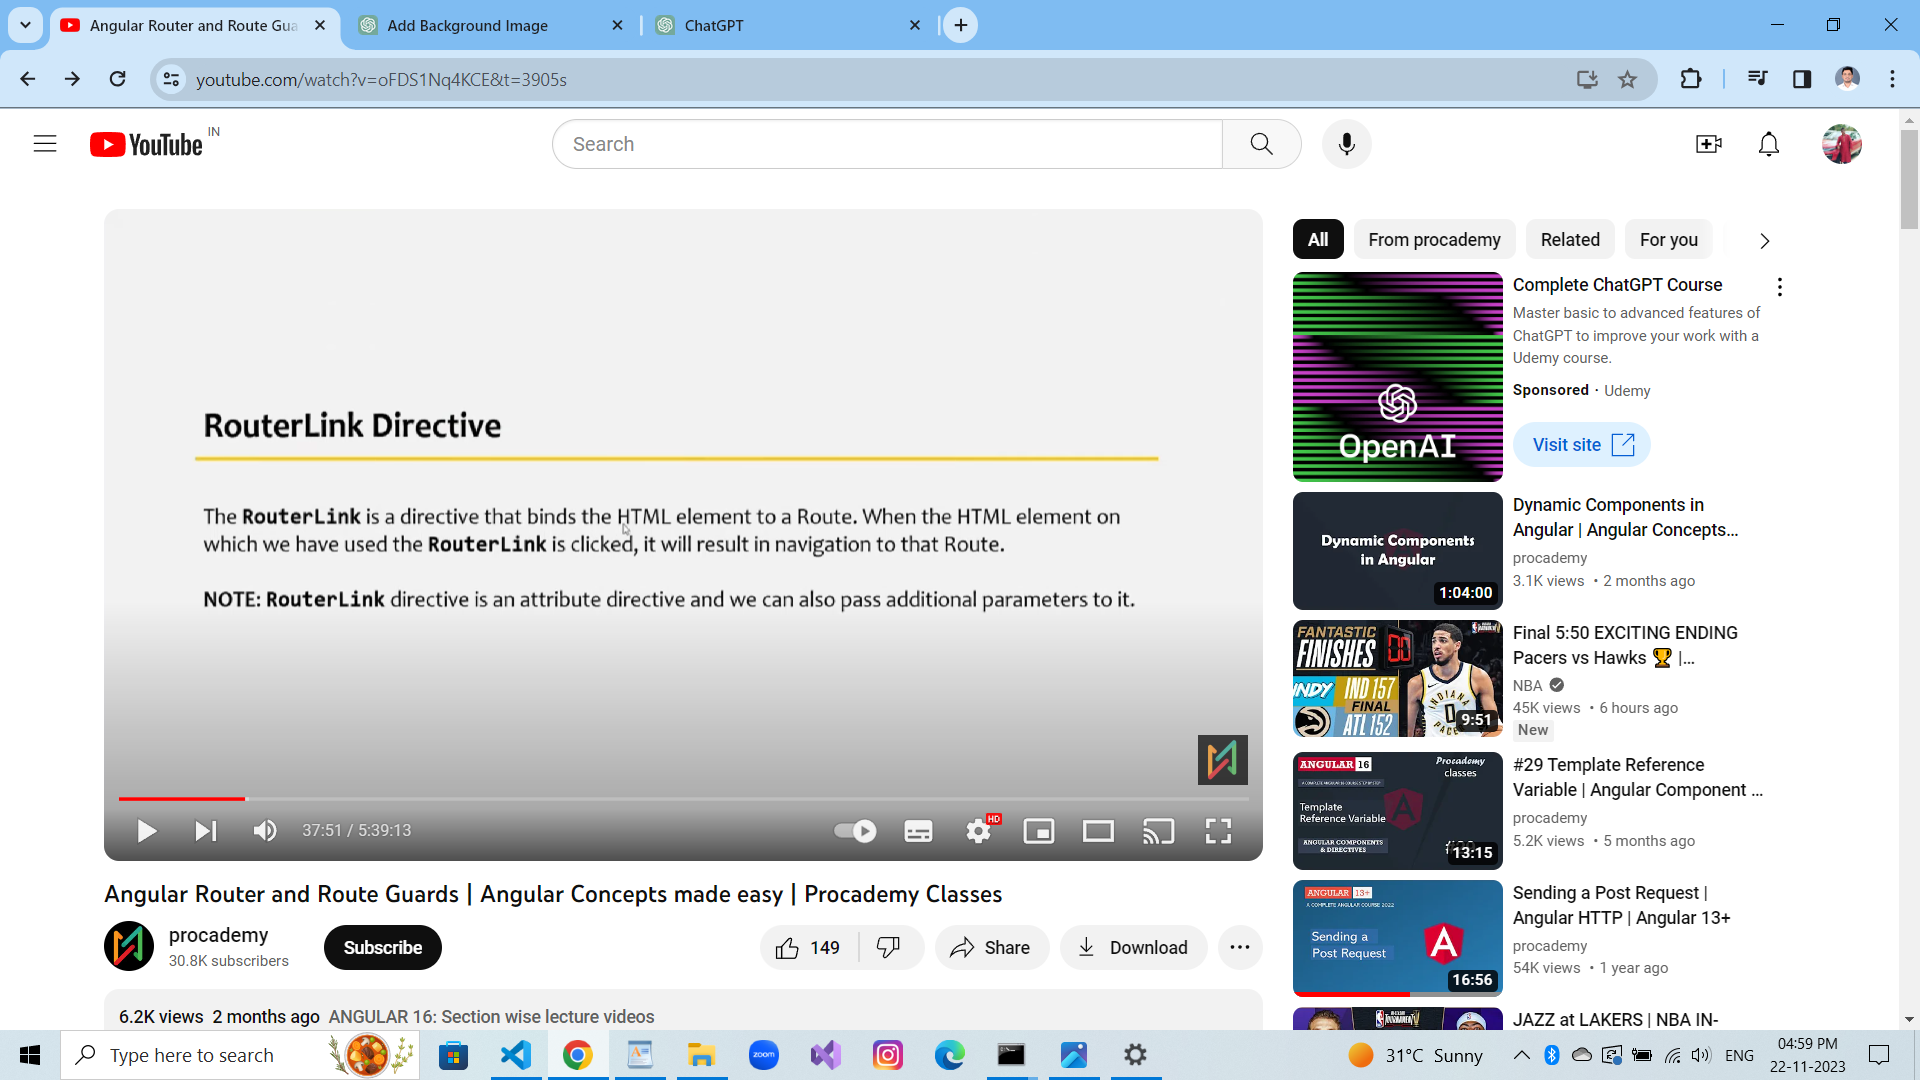 Angular Router and Route Gua
Add Background Image
ChatGPT
youtube.com/watch?v=oFDS1Nq4KCE&t=3905s
YouTube IN
Search
All
From procademy
Related
For you
RouterLink Directive
The RouterLink is a directive that binds the HTML element to a Route. When the HTML element on
which we have used the RouterLink is clicked, it will result in navigation to that Route.
NOTE: RouterLink directive is an attribute directive and we can also pass additional parameters to it.
37:51 / 5:39:13
HD
Angular Router and Route Guards | Angular Concepts made easy | Procademy Classes
procademy
30.8K subscribers
Subscribe
149
Share
Download
6.2K views 2 months ago ANGULAR 16: Section wise lecture videos
OpenAI
Complete ChatGPT Course
Master basic to advanced features of
ChatGPT to improve your work with a
Udemy course.
Sponsored · Udemy
Visit site
Dynamic Components
in Angular
1:04:00
Dynamic Components in
Angular | Angular Concepts...
procademy
3.1K views • 2 months ago
FANTASTIC
FINISHES
INDY
IND 157
FINAL
ATL 152
9:51
Final 5:50 EXCITING ENDING
Pacers vs Hawks 🏆 |...
NBA
45K views • 6 hours ago
New
ANGULAR 16
A COMPLETE ANGULAR COURSE STEP BY STEP
Procademy
classes
Template
Reference Variable
ANGULAR COMPONENTS
& DIRECTIVES
13:15
#29 Template Reference
Variable | Angular Component ...
procademy
5.2K views • 5 months ago
ANGULAR 13+
A COMPLETE ANGULAR COURSE 2022
Sending a
Post Request
16:56
Sending a Post Request |
Angular HTTP | Angular 13+
procademy
54K views • 1 year ago
JAZZ at LAKERS | NBA IN-
Type here to search
zoom
31°C Sunny
ENG
04:59 PM
22-11-2023